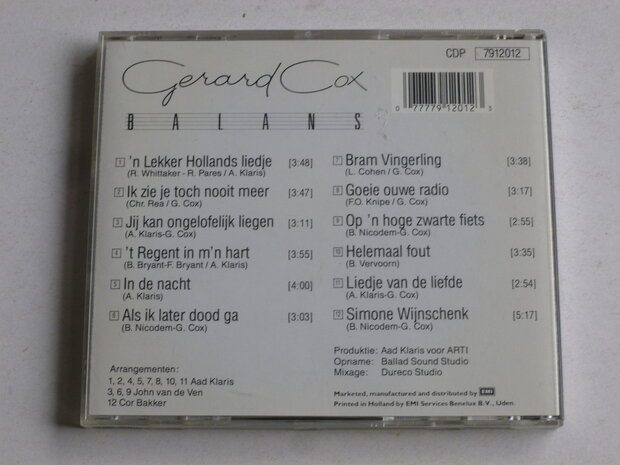 Gerard Cox
CDP 7912012
0 77779 12012 5
BALANS
1 'n Lekker Hollands liedje [3:48]
(R. Whittaker - R. Pares / A. Klaris)
2 Ik zie je toch nooit meer [3:47]
(Chr. Rea / G. Cox)
3 Jij kan ongelofelijk liegen [3:11]
(A. Klaris-G. Cox)
4 't Regent in m'n hart [3:55]
(B. Bryant-F. Bryant / A. Klaris)
5 In de nacht [4:00]
(A. Klaris)
6 Als ik later dood ga [3:03]
(B. Nicodem-G. Cox)
7 Bram Vingerling [3:38]
(L. Cohen / G. Cox)
8 Goeie ouwe radio [3:17]
(F.O. Knipe / G. Cox)
9 Op 'n hoge zwarte fiets [2:55]
(B. Nicodem-G. Cox)
10 Helemaal fout [3:35]
(B. Vervoorn)
11 Liedje van de liefde [2:54]
(A. Klaris-G. Cox)
12 Simone Wijnschenk [5:17]
(B. Nicodem-G. Cox)
Arrangementen:
1, 2, 4, 5, 7, 8, 10, 11 Aad Klaris
3, 6, 9 John van de Ven
12 Cor Bakker
Produktie: Aad Klaris voor ARTI
Opname: Ballad Sound Studio
Mixage: Dureco Studio
Marketed, manufactured and distributed by EMI
Printed in Holland by EMI Services Benelux B.V., Uden.